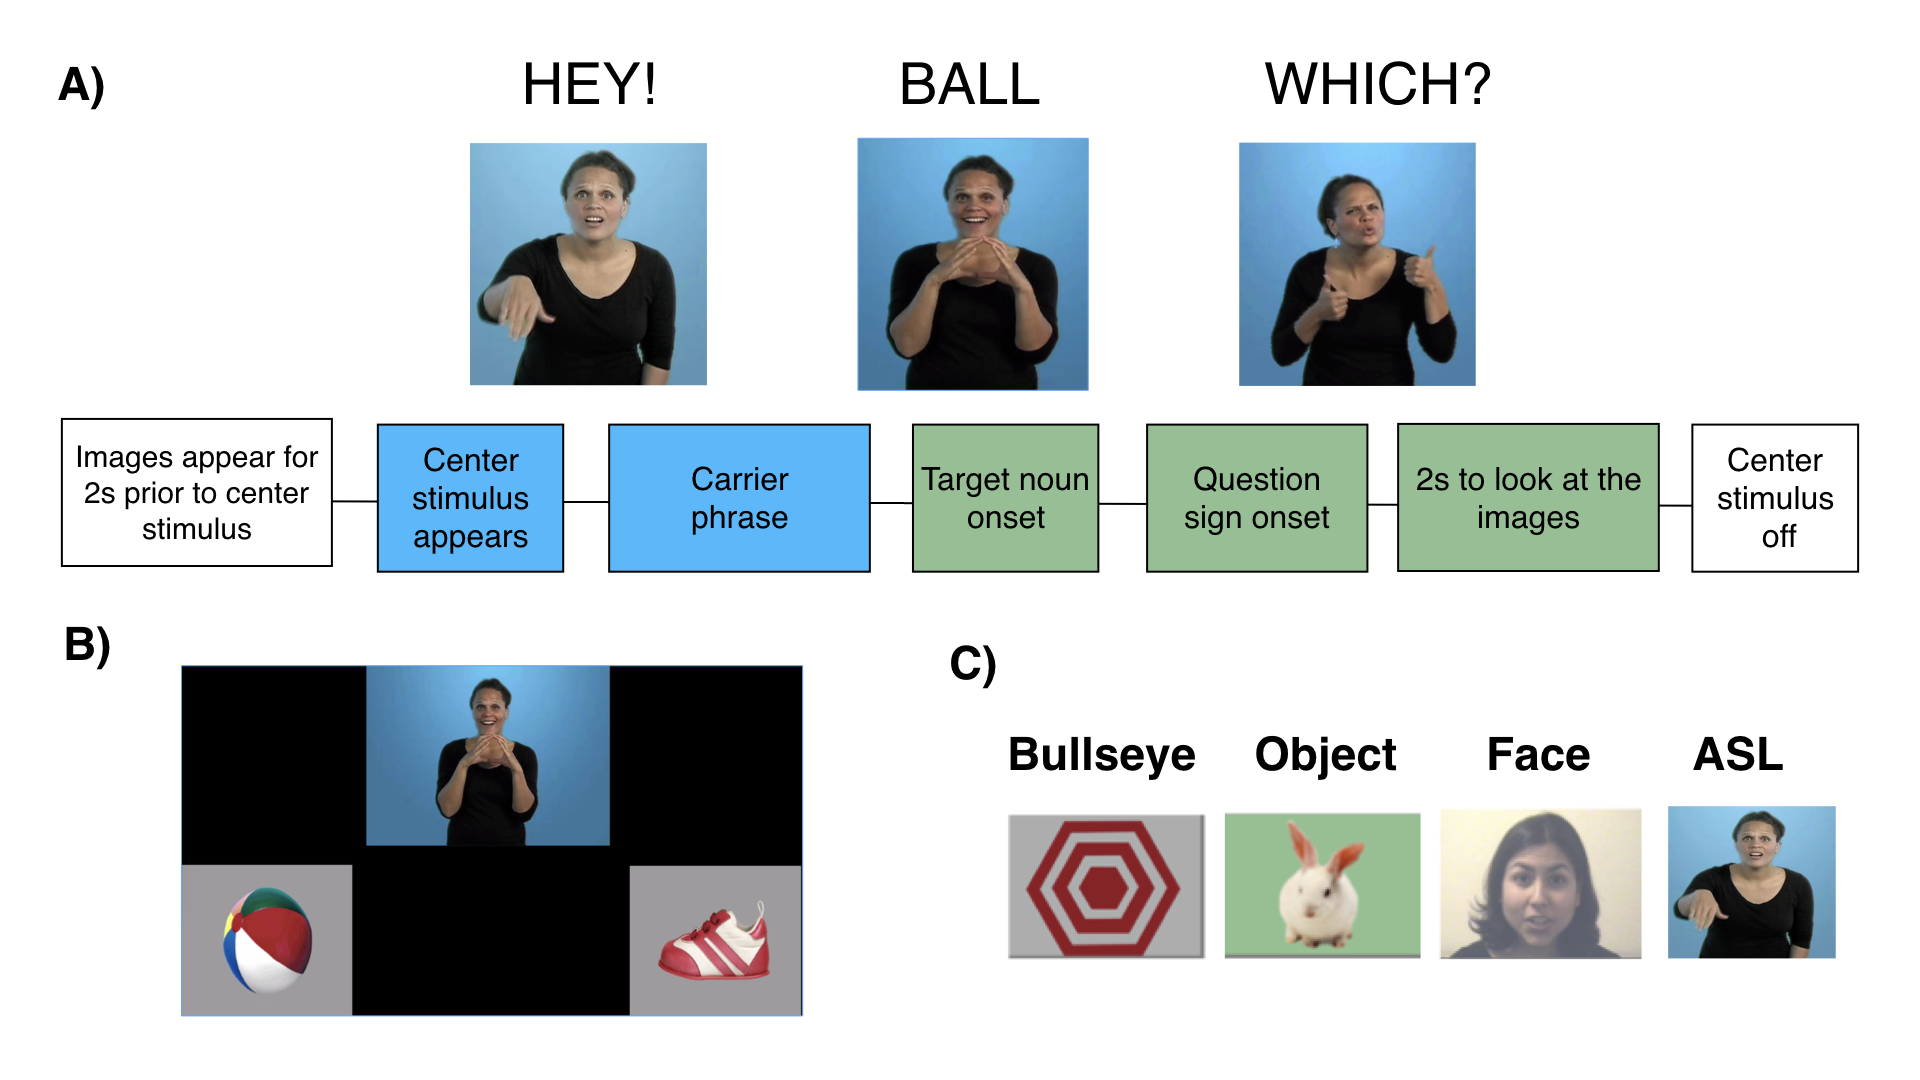 A)
HEY!
BALL
WHICH?
Images appear for
2s prior to center
stimulus
Center
stimulus
appears
Carrier
phrase
Target noun
onset
Question
sign onset
2s to look at the
images
Center
stimulus
off
B)
C)
Bullseye
Object
Face
ASL